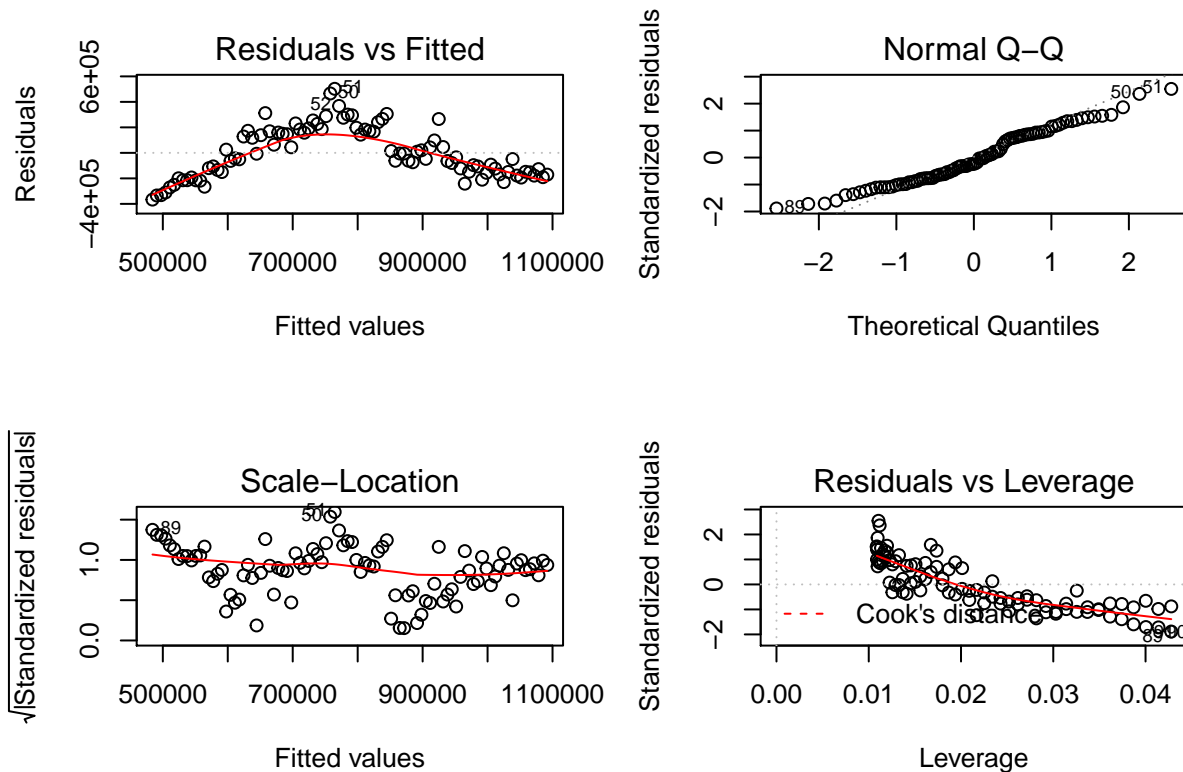 Residuals vs Fitted
Residuals
−4e+05
6e+05
51
50
52
500000
700000
900000
1100000
Fitted values
Normal Q−Q
Standardized residuals
−2
0
2
50
51
89
−2
−1
0
1
2
Theoretical Quantiles
Scale−Location
√|Standardized residuals|
0.0
1.0
51
50
89
500000
700000
900000
1100000
Fitted values
Residuals vs Leverage
Standardized residuals
−2
0
2
Cook's distance
89
0.00
0.01
0.02
0.03
0.04
Leverage